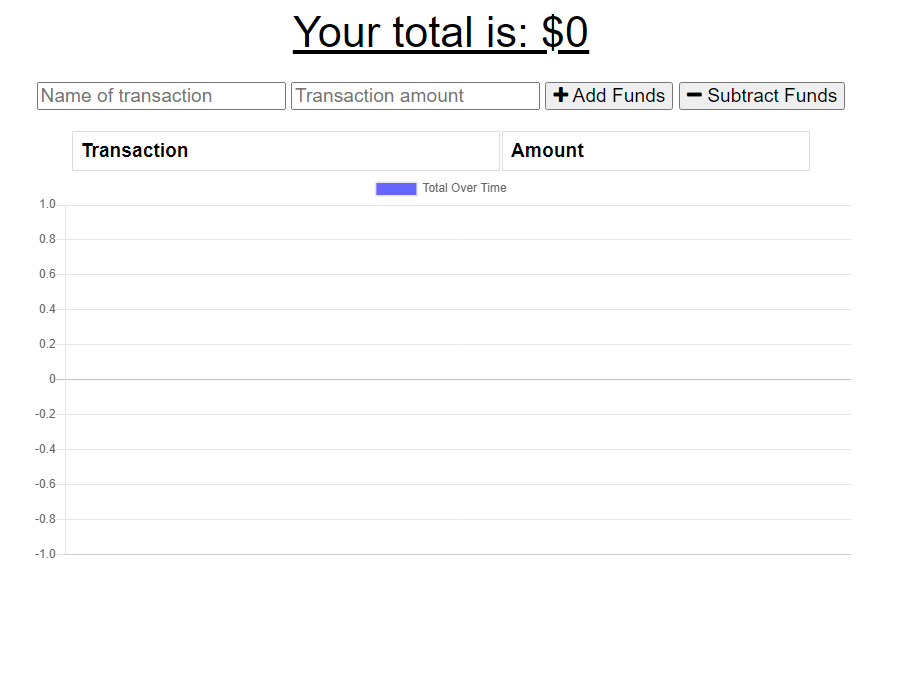 Your total is: $0
Name of transaction Transaction amount + Add Funds − Subtract Funds
Transaction Amount
Total Over Time
1.0
0.8
0.6
0.4
0.2
0
-0.2
-0.4
-0.6
-0.8
-1.0